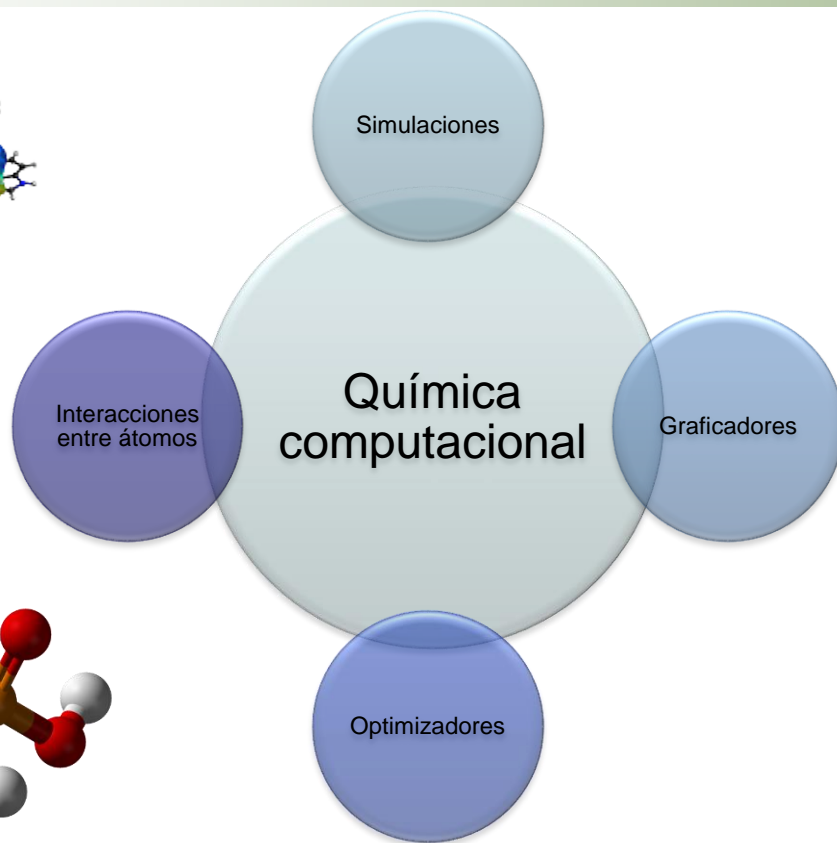 Simulaciones
Química
computacional
Interacciones
entre átomos
Graficadores
Optimizadores